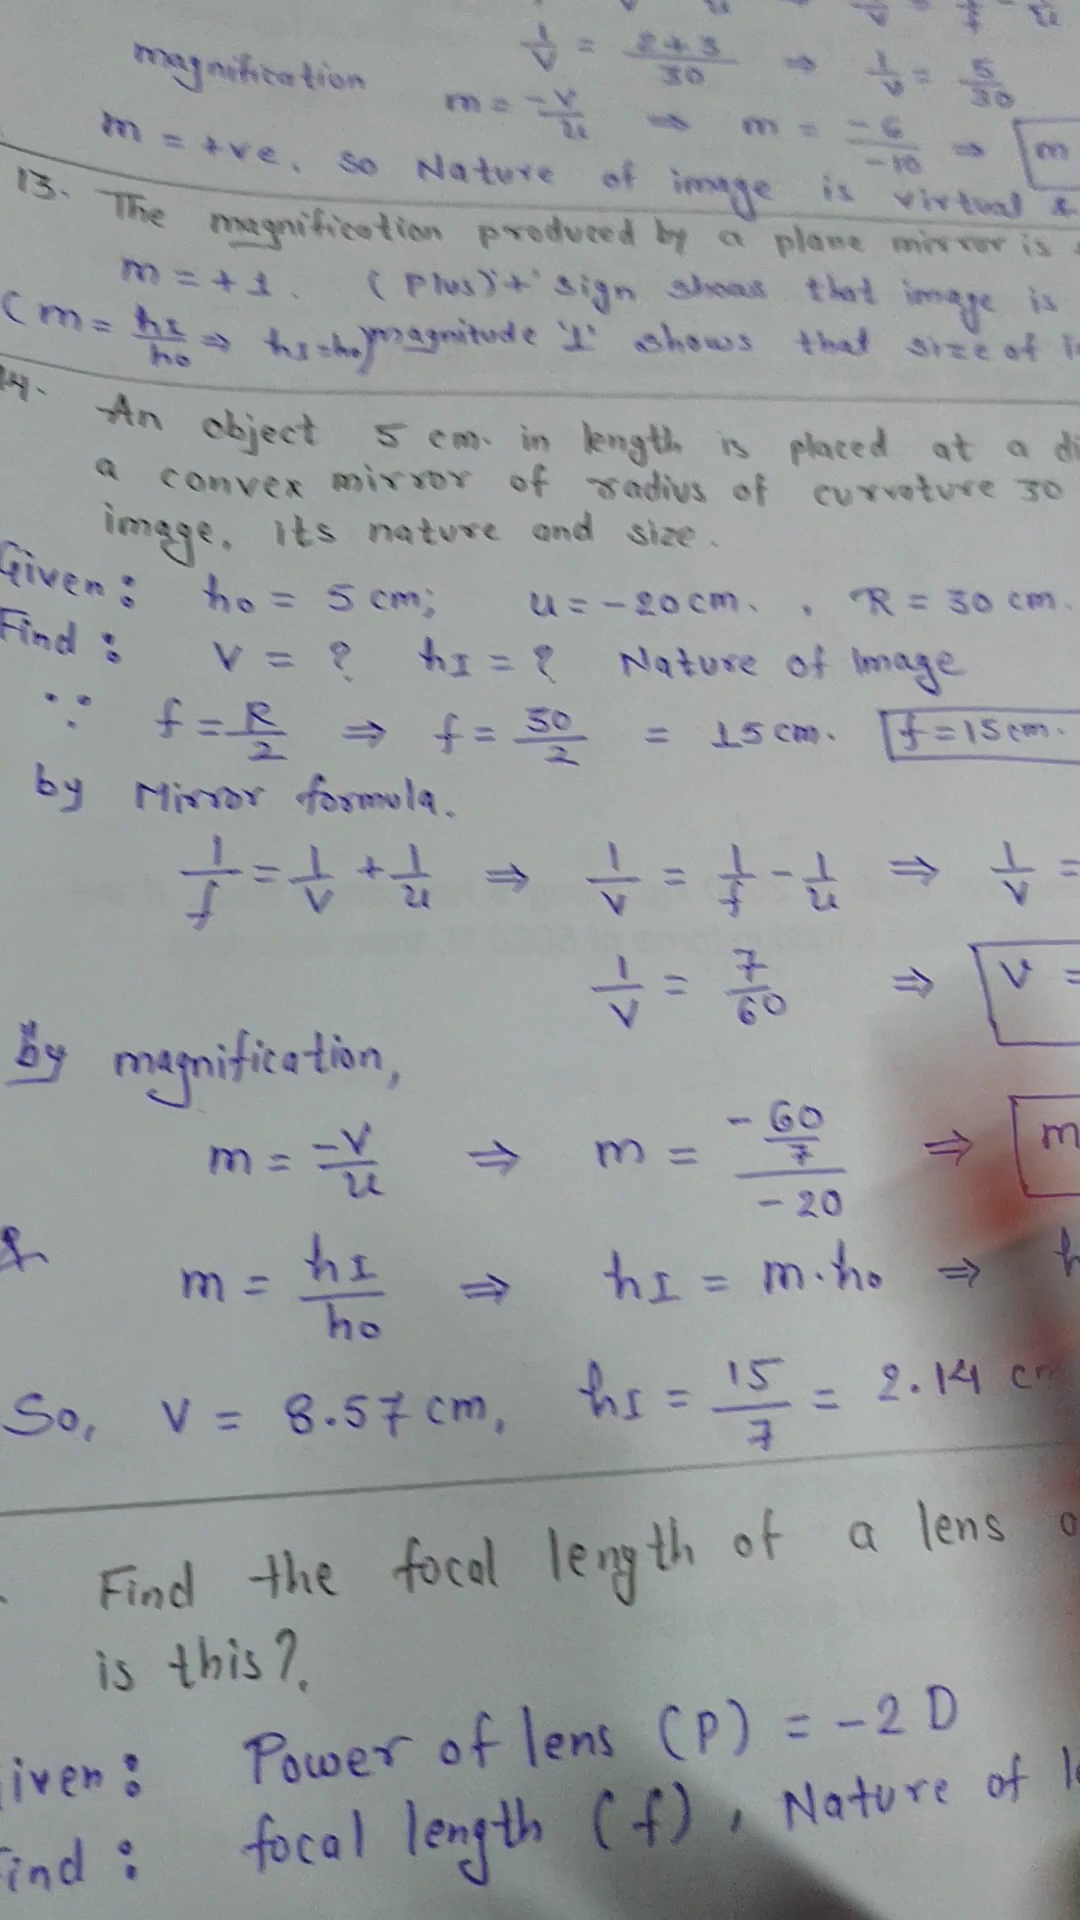 1/v = 2+3/30 ⇒ 1/v = 5/30
magnification m = -v/u ⇒ m = -6/-10 ⇒ m
m = +ve, so Nature of image is virtual &
13. The magnification produced by a plane mirror is
m = +1. (Plus) '+' sign shows that image is
(m = hI/ho ⇒ hI=ho) magnitude '1' shows that size of i
14. An object 5 cm. in length is placed at a di
a convex mirror of radius of curvature 30
image, its nature and size.
Given: ho = 5 cm; u = -20 cm. , R = 30 cm.
Find: v = ? hI = ? Nature of Image
∵ f = R/2 ⇒ f = 30/2 = 15 cm. f = 15 cm.
by Mirror formula.
1/f = 1/v + 1/u ⇒ 1/v = 1/f - 1/u ⇒ 1/v =
1/v = 7/60 ⇒ v =
By magnification,
m = -v/u ⇒ m = -60/7/-20 ⇒ m
& m = hI/ho ⇒ hI = m.ho ⇒ h
So, v = 8.57 cm, hI = 15/7 = 2.14 cm
Find the focal length of a lens o
is this?.
Given: Power of lens (P) = -2 D
Find: focal length (f), Nature of le